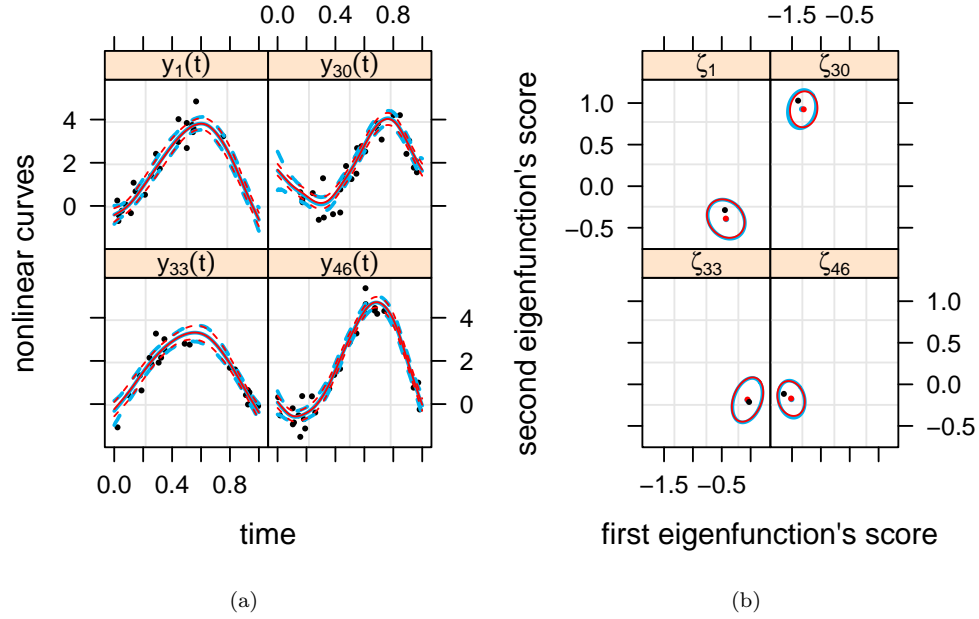 0.0 0.4 0.8
−1.5 −0.5
y1(t) y30(t)
ζ1 ζ30
4
2
0
1.0
0.5
0.0
−0.5
y33(t) y46(t)
ζ33 ζ46
4
2
0
1.0
0.5
0.0
−0.5
nonlinear curves
second eigenfunction's score
0.0 0.4 0.8
−1.5 −0.5
time
first eigenfunction's score
(a)
(b)